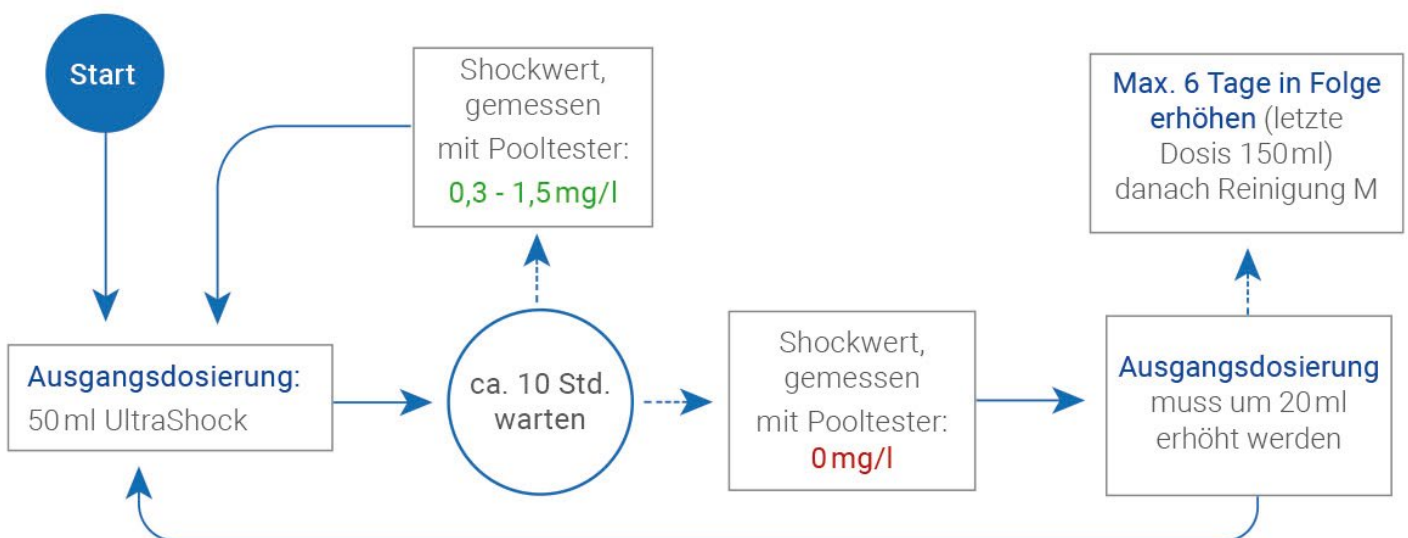 Start
Shockwert,
gemessen
mit Pooltester:
0,3 - 1,5 mg/l
Max. 6 Tage in Folge
erhöhen (letzte
Dosis 150 ml)
danach Reinigung M
Ausgangsdosierung:
50 ml UltraShock
ca. 10 Std.
warten
Shockwert,
gemessen
mit Pooltester:
0 mg/l
Ausgangsdosierung
muss um 20 ml
erhöht werden